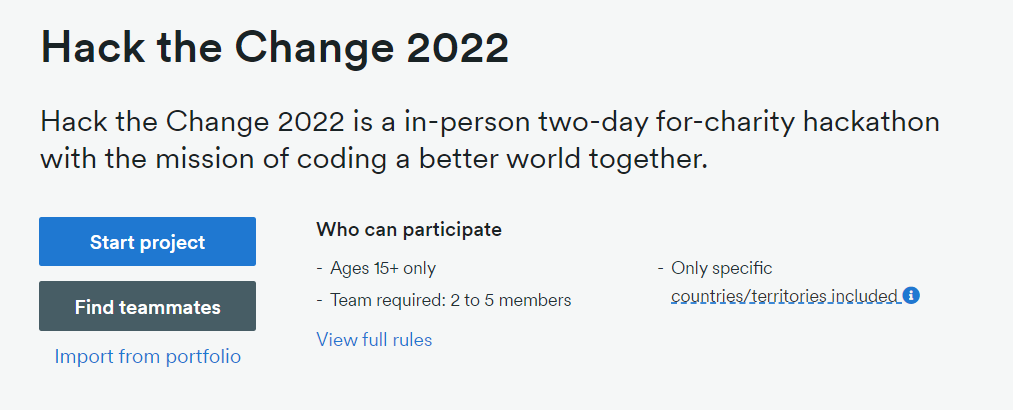 Hack the Change 2022
Hack the Change 2022 is a in-person two-day for-charity hackathon
with the mission of coding a better world together.
Start project
Find teammates
Import from portfolio
Who can participate
- Ages 15+ only
- Team required: 2 to 5 members
View full rules
- Only specific
countries/territories included